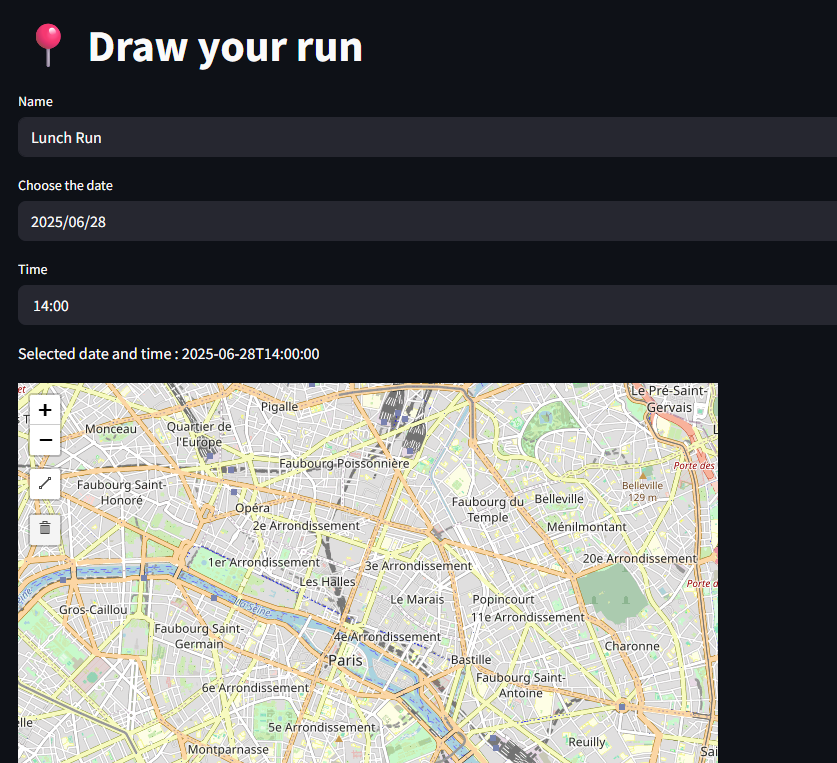 Draw your run
Name
Lunch Run
Choose the date
2025/06/28
Time
14:00
Selected date and time : 2025-06-28T14:00:00
+
−
Le Pré-Saint-
Gervais
Pigalle
Monceau
Quartier de
l'Europe
Faubourg Poissonnière
Porte des
Faubourg Saint-
Honoré
Belleville
129 m
Opéra
Faubourg du
Temple
Belleville
2e Arrondissement
Ménilmontant
1er Arrondissement
3e Arrondissement
20e Arrondissement
Les Halles
Porte d
Le Marais
Popincourt
Gros-Caillou
La Seine
11e Arrondissement
Faubourg Saint-
Germain
4e Arrondissement
Charonne
Paris
Bastille
Faubourg Saint-
Antoine
6e Arrondissement
5e Arrondissement
Reuilly
Montparnasse
Sai